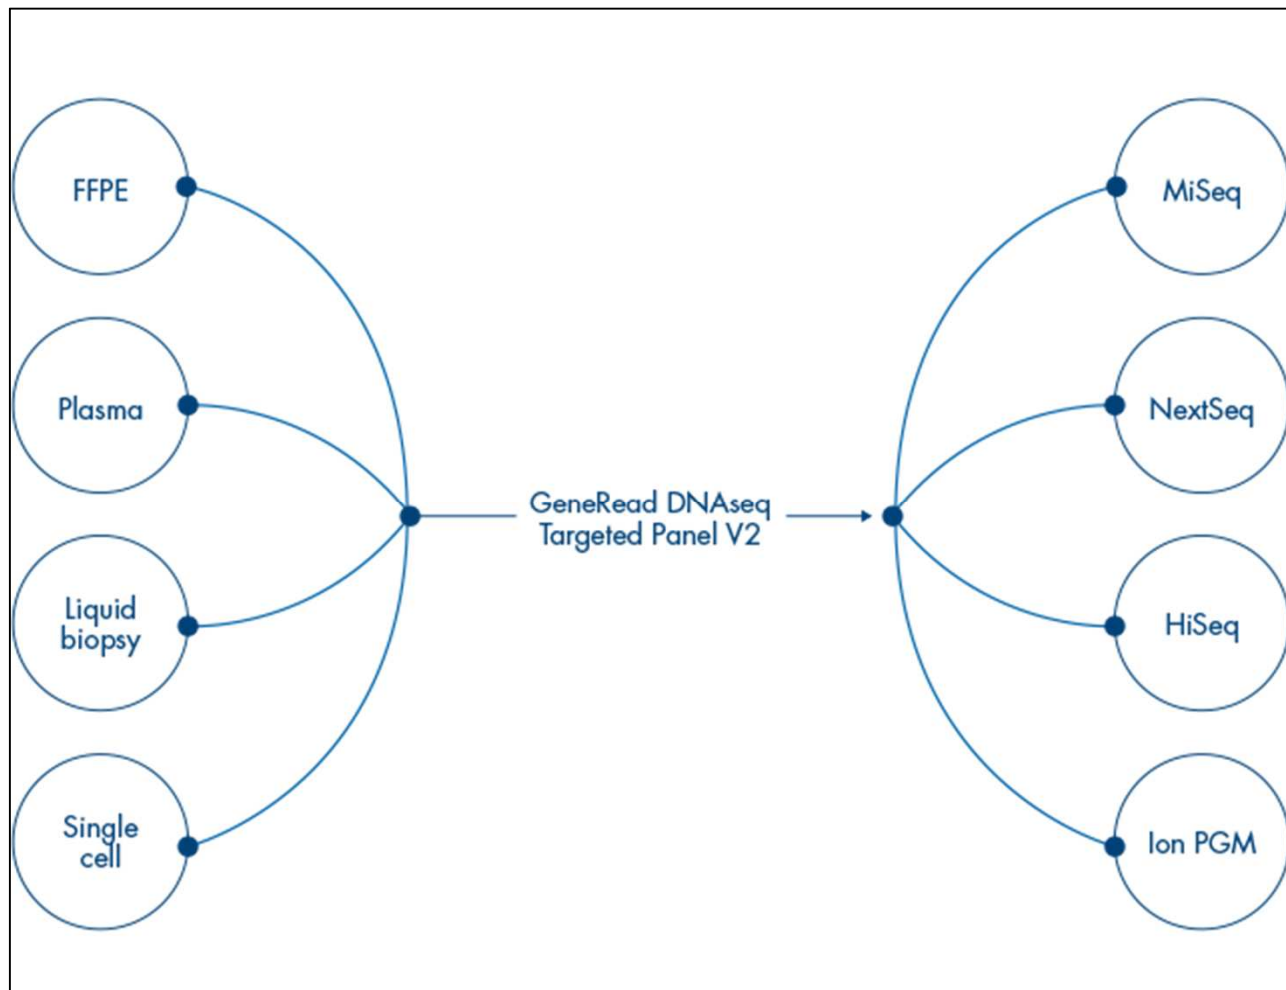 FFPE
Plasma
Liquid
biopsy
Single
cell
GeneRead DNAseq
Targeted Panel V2
MiSeq
NextSeq
HiSeq
Ion PGM